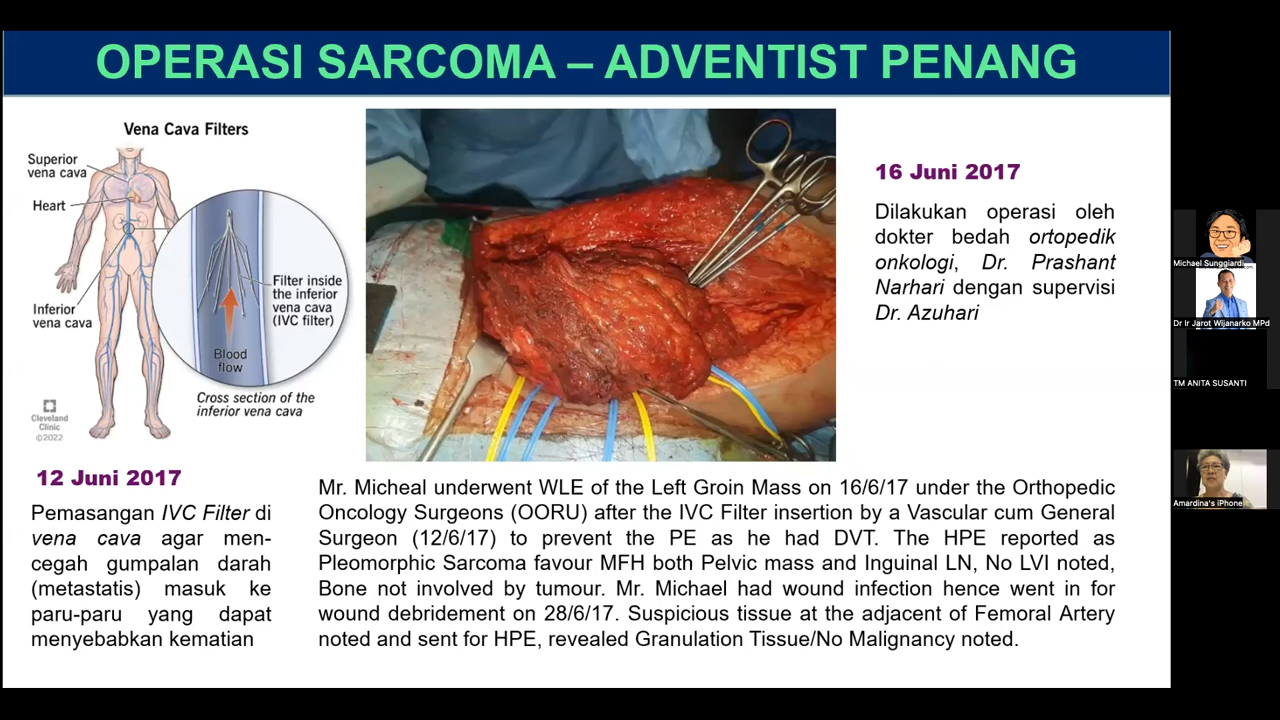 OPERASI SARCOMA – ADVENTIST PENANG
Vena Cava Filters
Superior
vena cava
Heart
Inferior
vena cava
Filter inside
the inferior
vena cava
(IVC filter)
Blood
flow
Cross section of the
inferior vena cava
Cleveland
Clinic
©2022
12 Juni 2017
Pemasangan IVC Filter di
vena cava agar men-
cegah gumpalan darah
(metastatis) masuk ke
paru-paru yang dapat
menyebabkan kematian
16 Juni 2017
Dilakukan operasi oleh
dokter bedah ortopedik
onkologi, Dr. Prashant
Narhari dengan supervisi
Dr. Azuhari
Mr. Micheal underwent WLE of the Left Groin Mass on 16/6/17 under the Orthopedic
Oncology Surgeon (OORU) after the IVC Filter insertion by a Vascular cum General
Surgeon (12/6/17) to prevent the PE as he had DVT. The HPE reported as
Pleomorphic Sarcoma favour MFH both Pelvic mass and Inguinal LN, No LVI noted,
Bone not involved by tumour. Mr. Michael had wound infection hence went in for
wound debridement on 28/6/17. Suspicious tissue at the adjacent of Femoral Artery
noted and sent for HPE, revealed Granulation Tissue/No Malignancy noted.
Michael Sunggiardi
Dr Ir Jarot Wijanarko MPd
TM ANITA SUSANTI
Amardina's iPhone